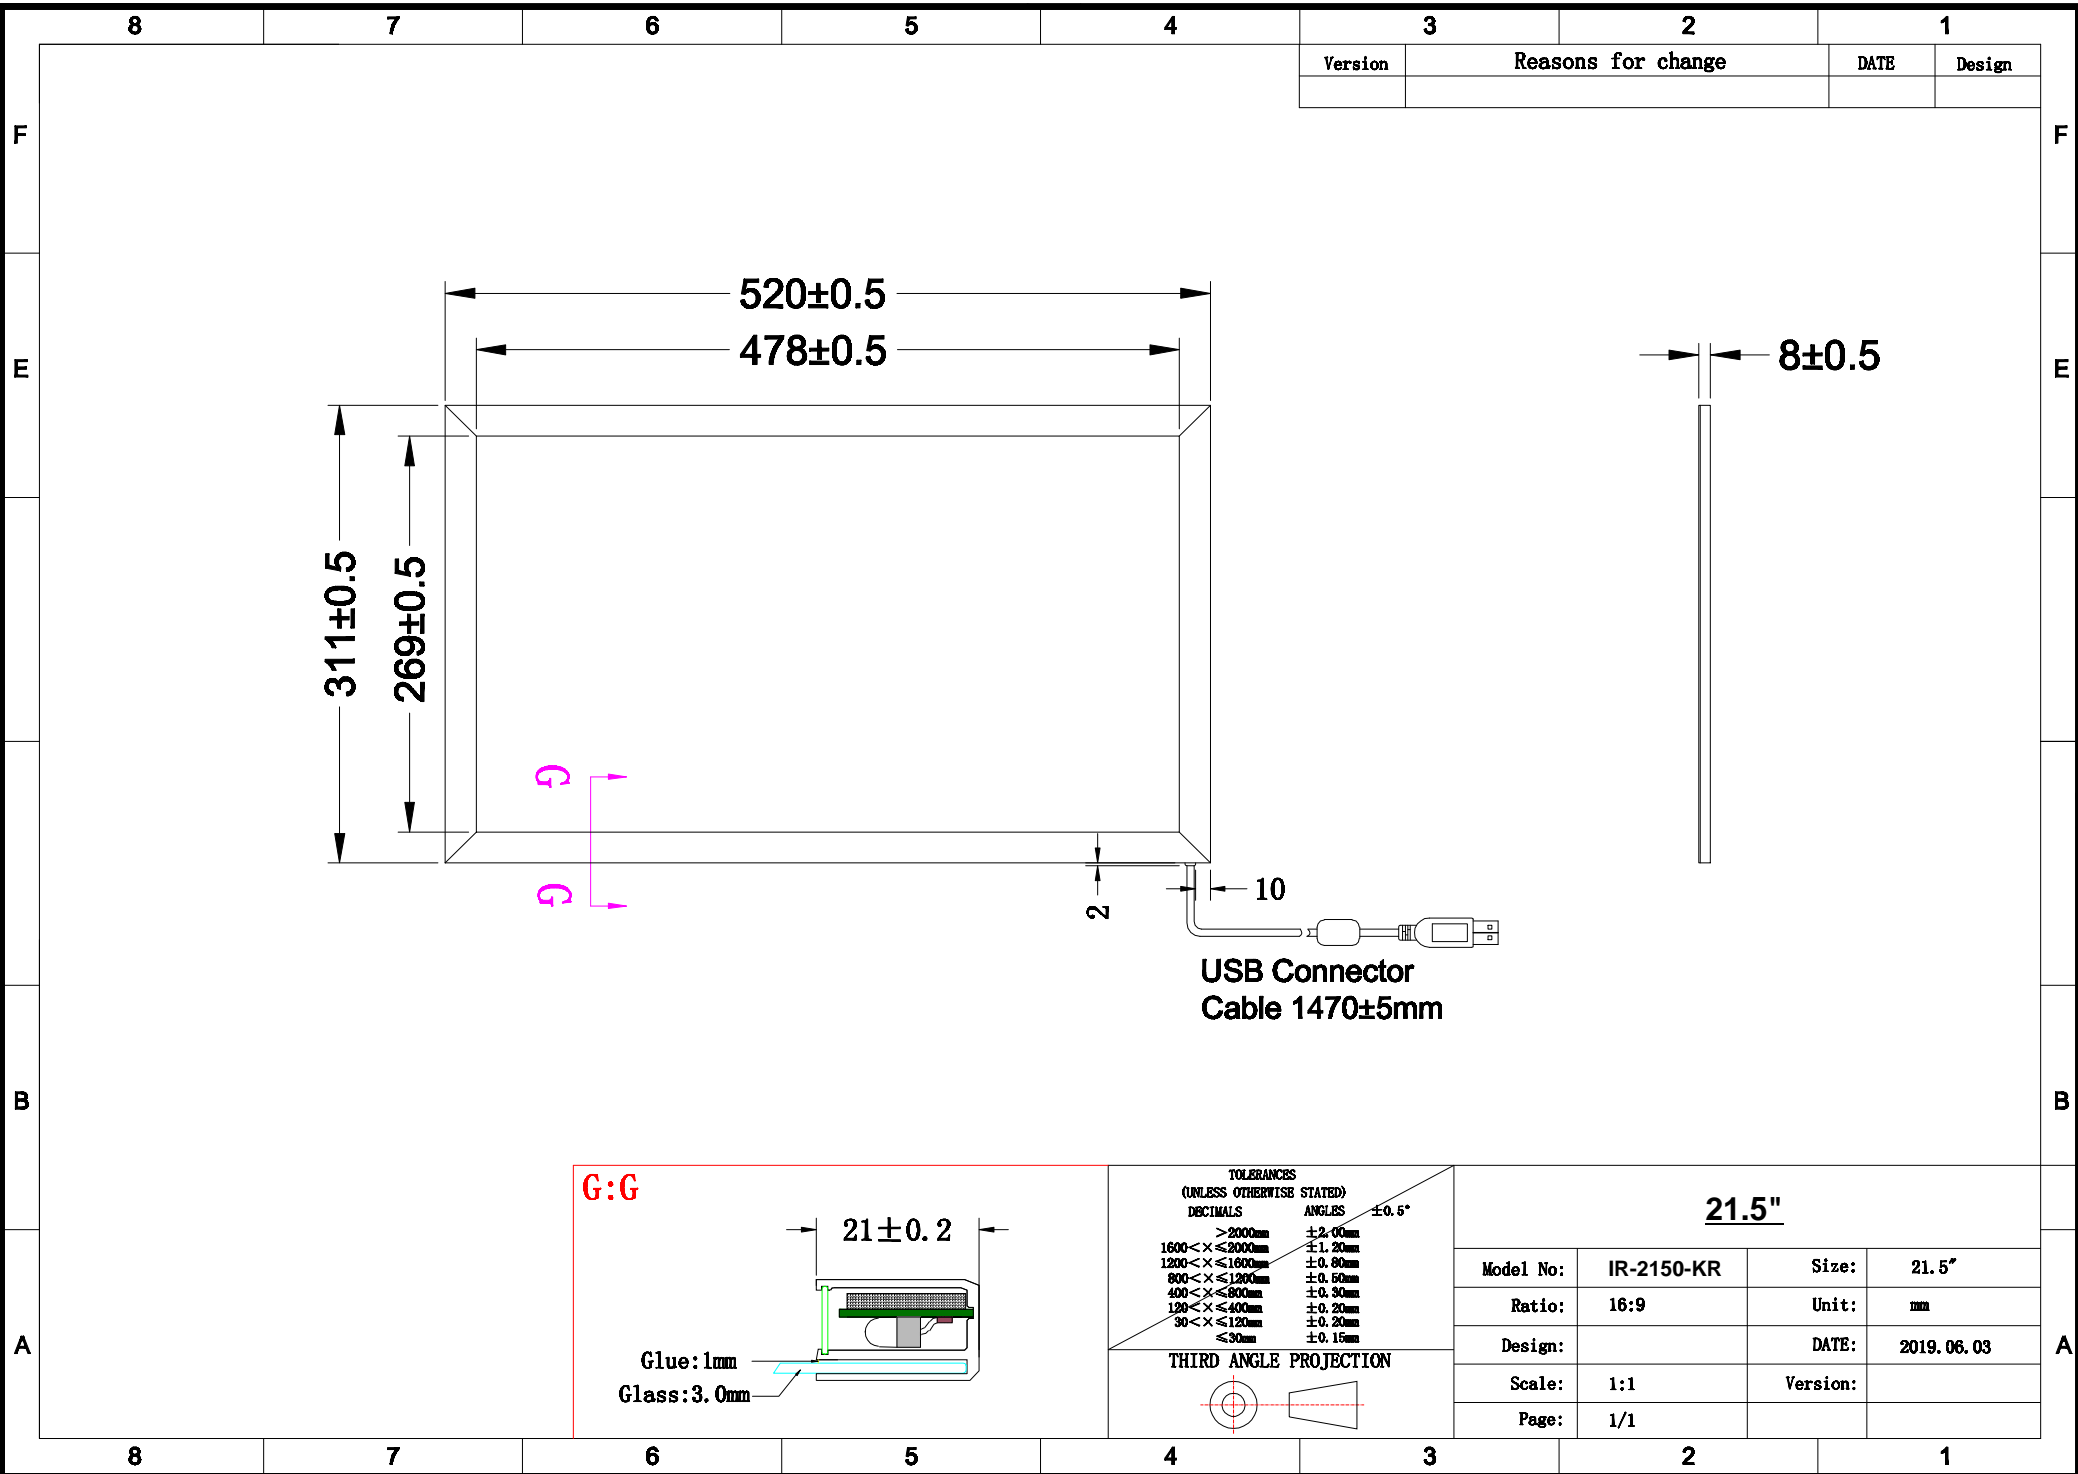 8 7 6 5 4 3 2 1
Version Reasons for change DATE Design
F F
520±0.5
478±0.5
8±0.5
E E
311±0.5
269±0.5
G
G
2
10
USB Connector
Cable 1470±5mm
B B
G:G
21±0.2
Glue:1mm
Glass:3.0mm
TOLERANCES
(UNLESS OTHERWISE STATED)
DECIMALS ANGLES ±0.5°
>2000mm ±2.00mm
1600<×≤2000mm ±1.20mm
1200<×≤1600mm ±0.80mm
800<×≤1200mm ±0.50mm
400<×≤800mm ±0.30mm
120<×≤400mm ±0.20mm
30<×≤120mm ±0.20mm
≤30mm ±0.15mm
THIRD ANGLE PROJECTION
21.5"
Model No: IR-2150-KR Size: 21.5"
Ratio: 16:9 Unit: mm
Design: DATE: 2019.06.03
Scale: 1:1 Version:
Page: 1/1
A A
8 7 6 5 4 3 2 1